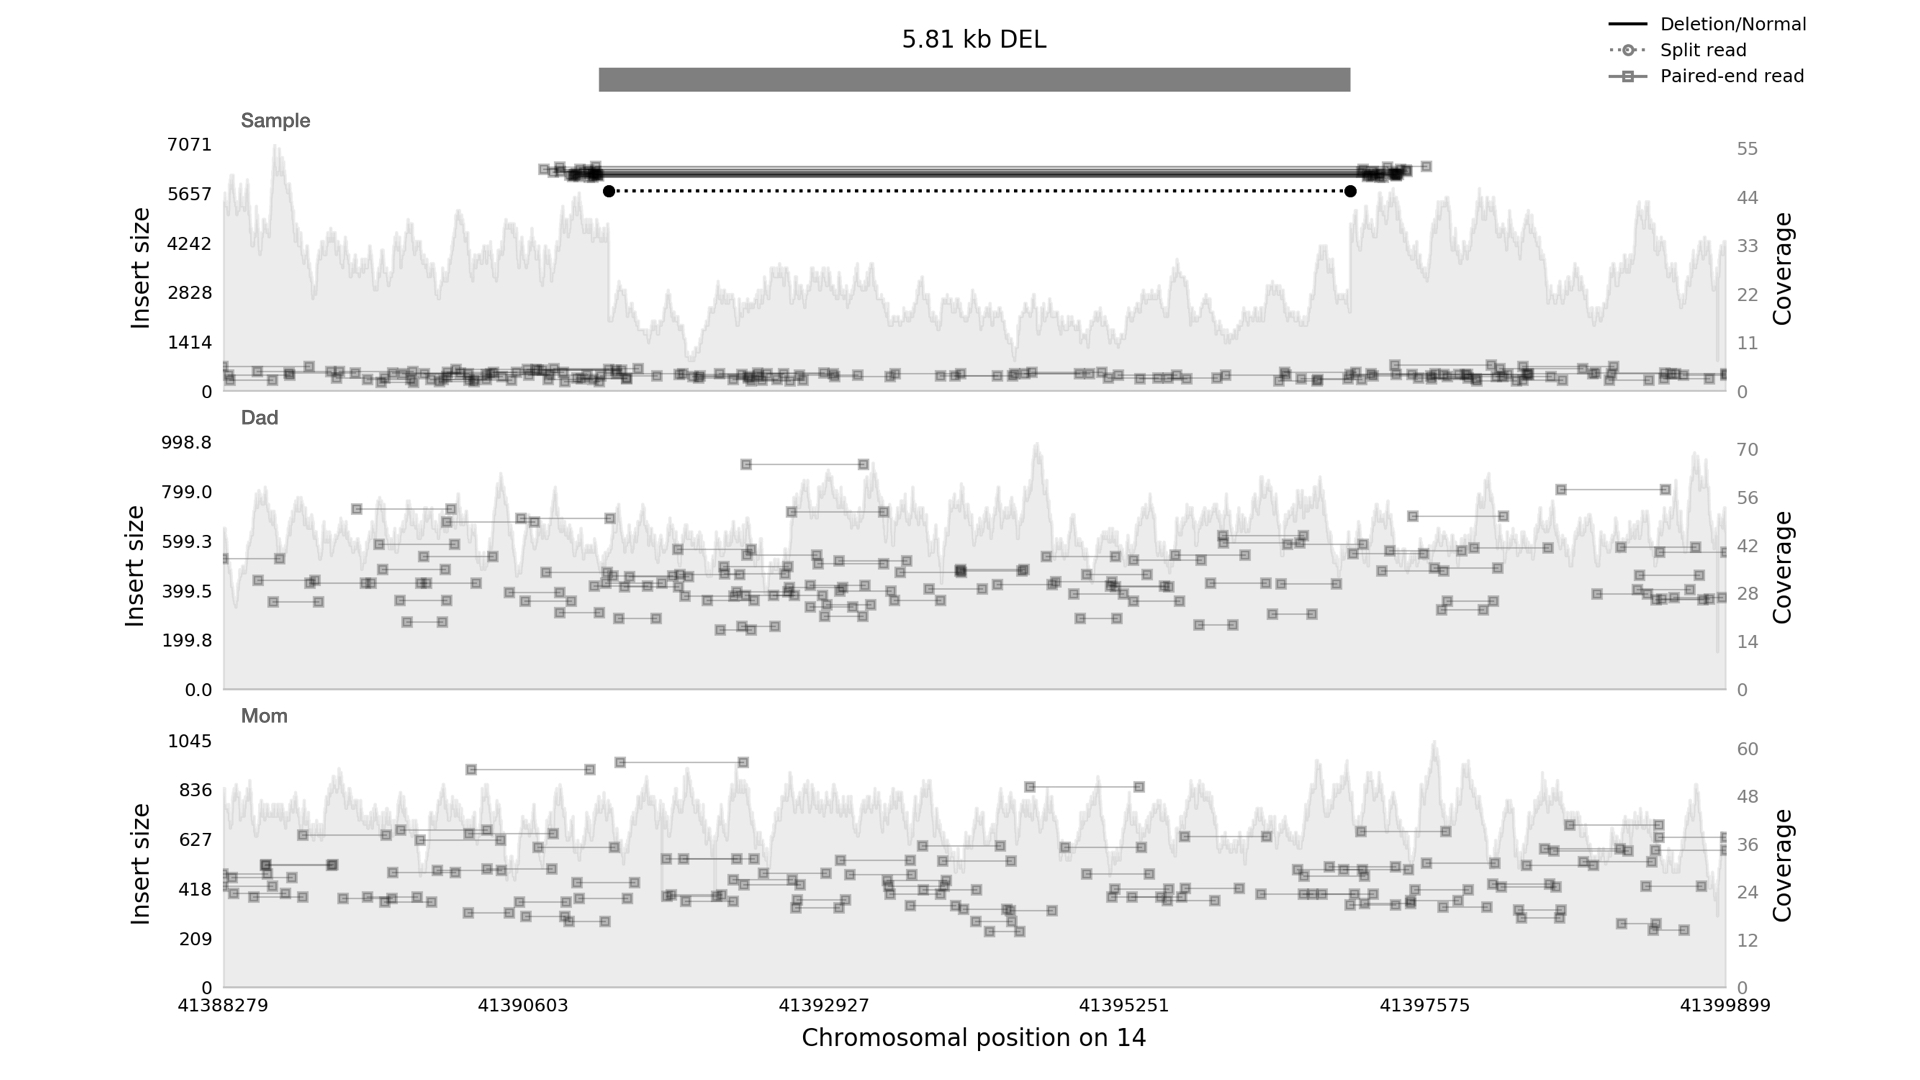 5.81 kb DEL
Deletion/Normal
Split read
Paired-end read
Sample
7071
5657
4242
2828
1414
0
Insert size
55
44
33
22
11
0
Coverage
Dad
998.8
799.0
599.3
399.5
199.8
0.0
Insert size
70
56
42
28
14
0
Coverage
Mom
1045
836
627
418
209
0
Insert size
60
48
36
24
12
0
Coverage
41388279 41390603 41392927 41395251 41397575 41399899
Chromosomal position on 14